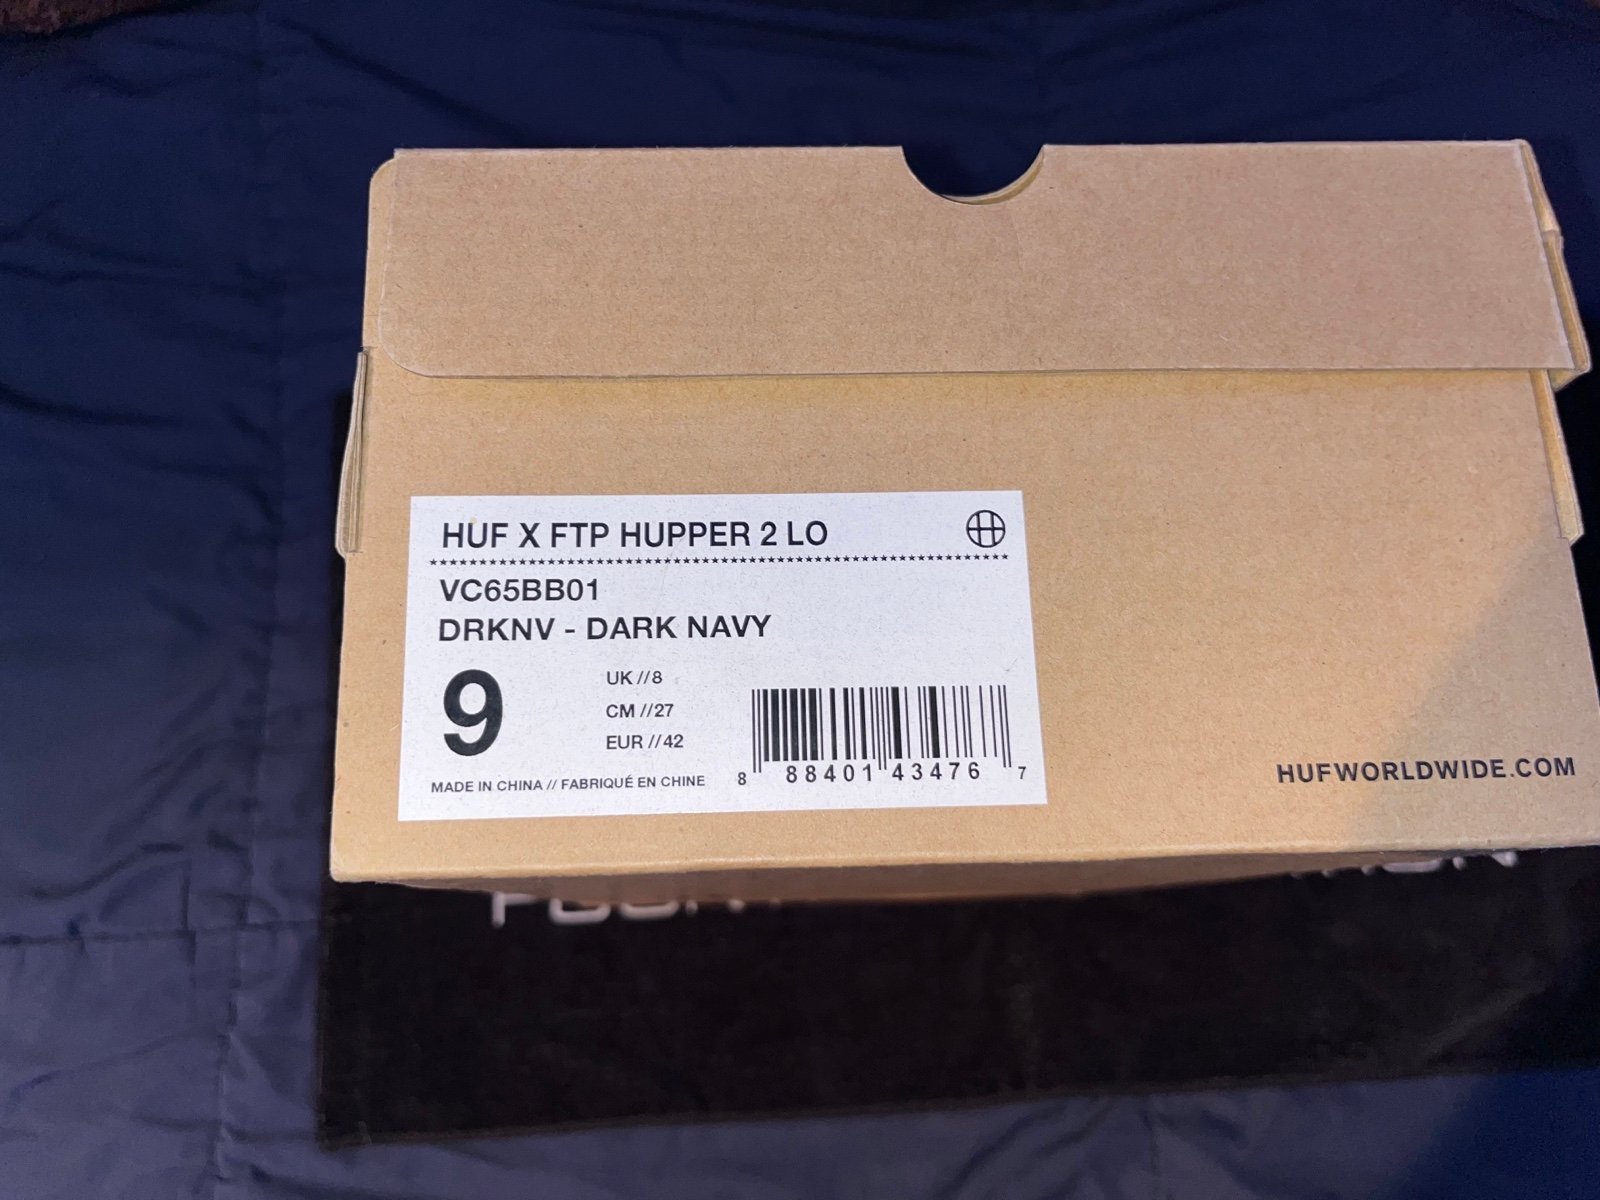 HUF X FTP HUPPER 2 LO
VC65BB01
DRKNV - DARK NAVY
9
UK //8
CM //27
EUR //42
MADE IN CHINA // FABRIQUÉ EN CHINE
8 88401 43476 7
HUFWORLDWIDE.COM